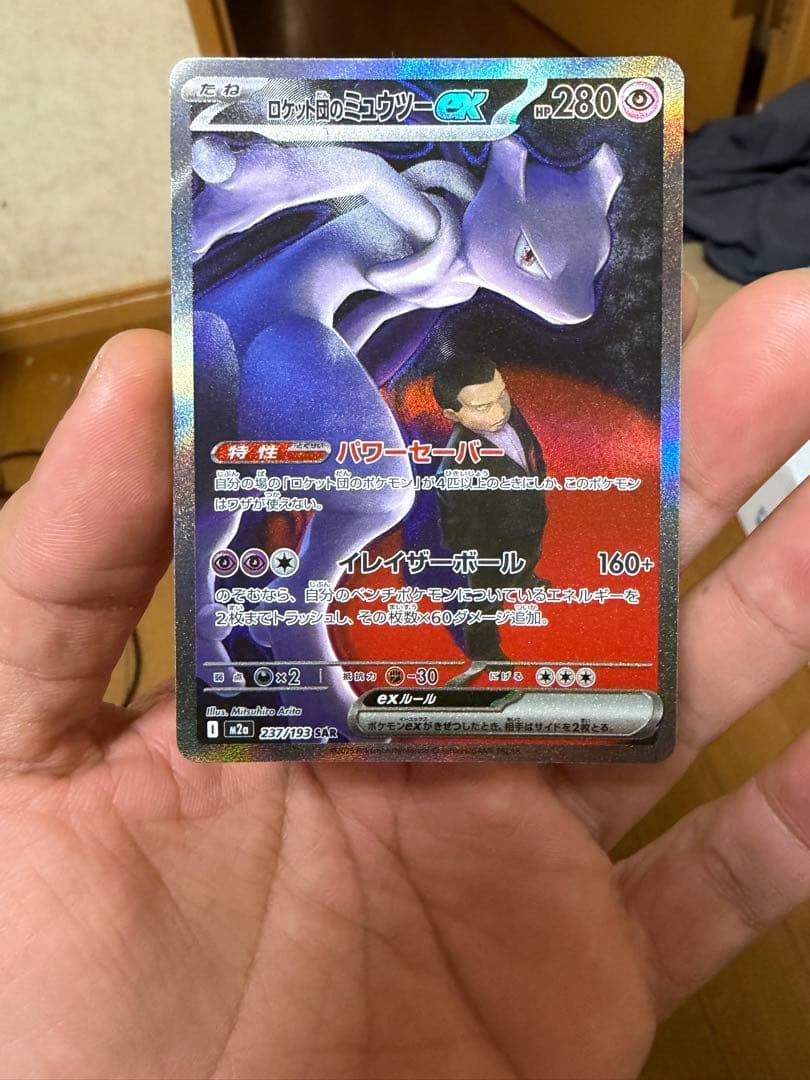 たね ロケット団のミュウツーex HP280
特性 パワーセーバー
自分の場の「ロケット団のポケモン」が4匹以上のときにしか、このポケモン
はワザが使えない。
イレイザーボール 160+
のぞむなら、自分のベンチポケモンについているエネルギーを
2枚までトラッシュし、その枚数×60ダメージ追加。
弱点 ×2 抵抗力 -30 にげる
exルール
ポケモンexがきぜつしたとき、相手はサイドを2枚とる。
Illus. Mitsuhiro Arita
I M2a 237/193 SAR
©2025 Pokémon/Nintendo